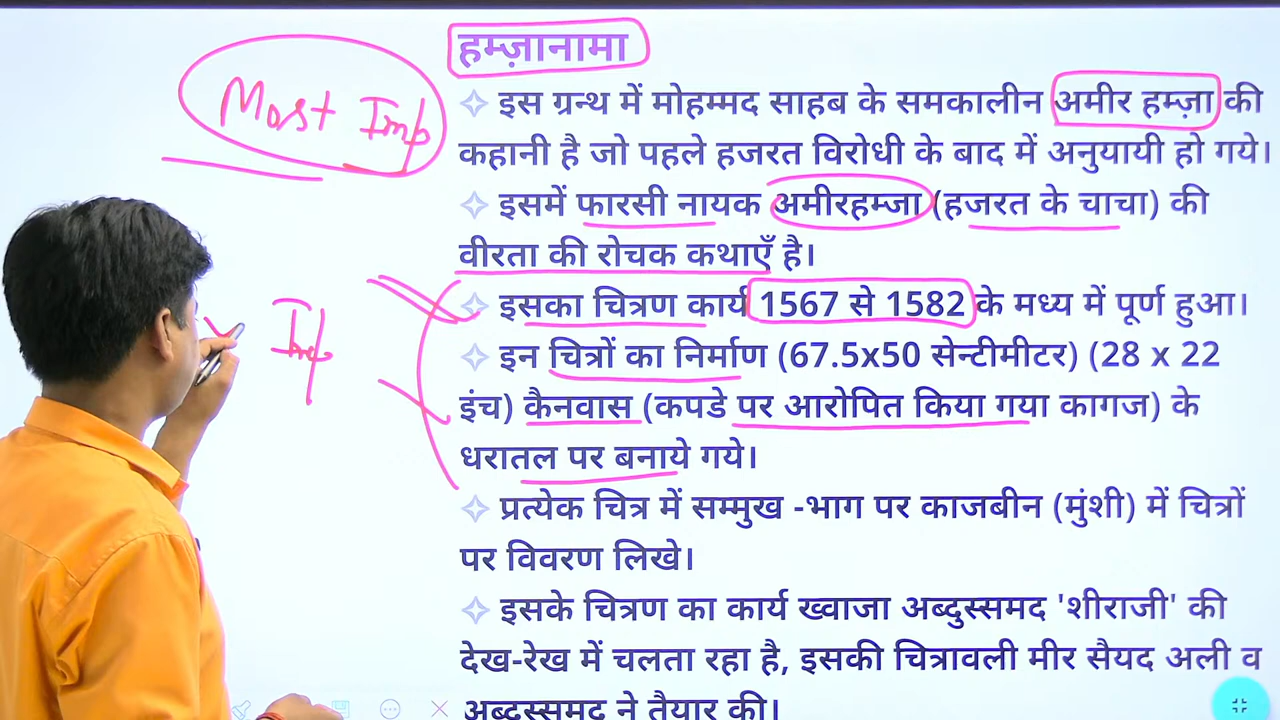 हम्ज़ानामा
Most Imp
✧ इस ग्रन्थ में मोहम्मद साहब के समकालीन अमीर हम्ज़ा की
कहानी है जो पहले हजरत विरोधी के बाद में अनुयायी हो गये।
✧ इसमें फारसी नायक अमीरहम्जा (हजरत के चाचा) की
वीरता की रोचक कथाएँ है।
✧ इसका चित्रण कार्य 1567 से 1582 के मध्य में पूर्ण हुआ।
Imp
✧ इन चित्रों का निर्माण (67.5x50 सेन्टीमीटर) (28 x 22
इंच) कैनवास (कपडे पर आरोपित किया गया कागज) के
धरातल पर बनाये गये।
✧ प्रत्येक चित्र में सम्मुख -भाग पर काजबीन (मुंशी) में चित्रों
पर विवरण लिखे।
✧ इसके चित्रण का कार्य ख्वाजा अब्दुस्समद 'शीराजी' की
देख-रेख में चलता रहा है, इसकी चित्रावली मीर सैयद अली व
अब्दुस्समद ने तैयार की।